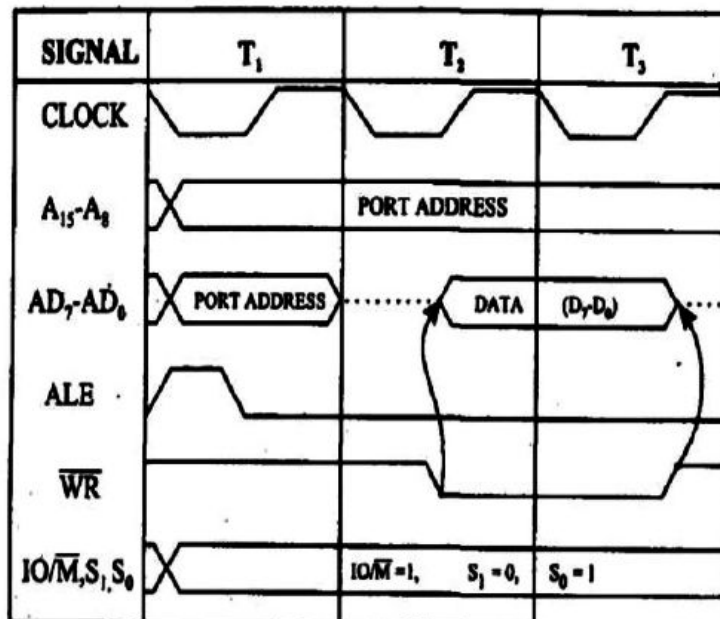 SIGNAL T₁ T₂ T₃
CLOCK
A₁₅-A₈ PORT ADDRESS
AD₇-AD₀ PORT ADDRESS DATA (D₇-D₀)
ALE
W̅R̅
IO/M̅,S₁,S₀ IO/M̅ =1, S₁ = 0, S₀ = 1